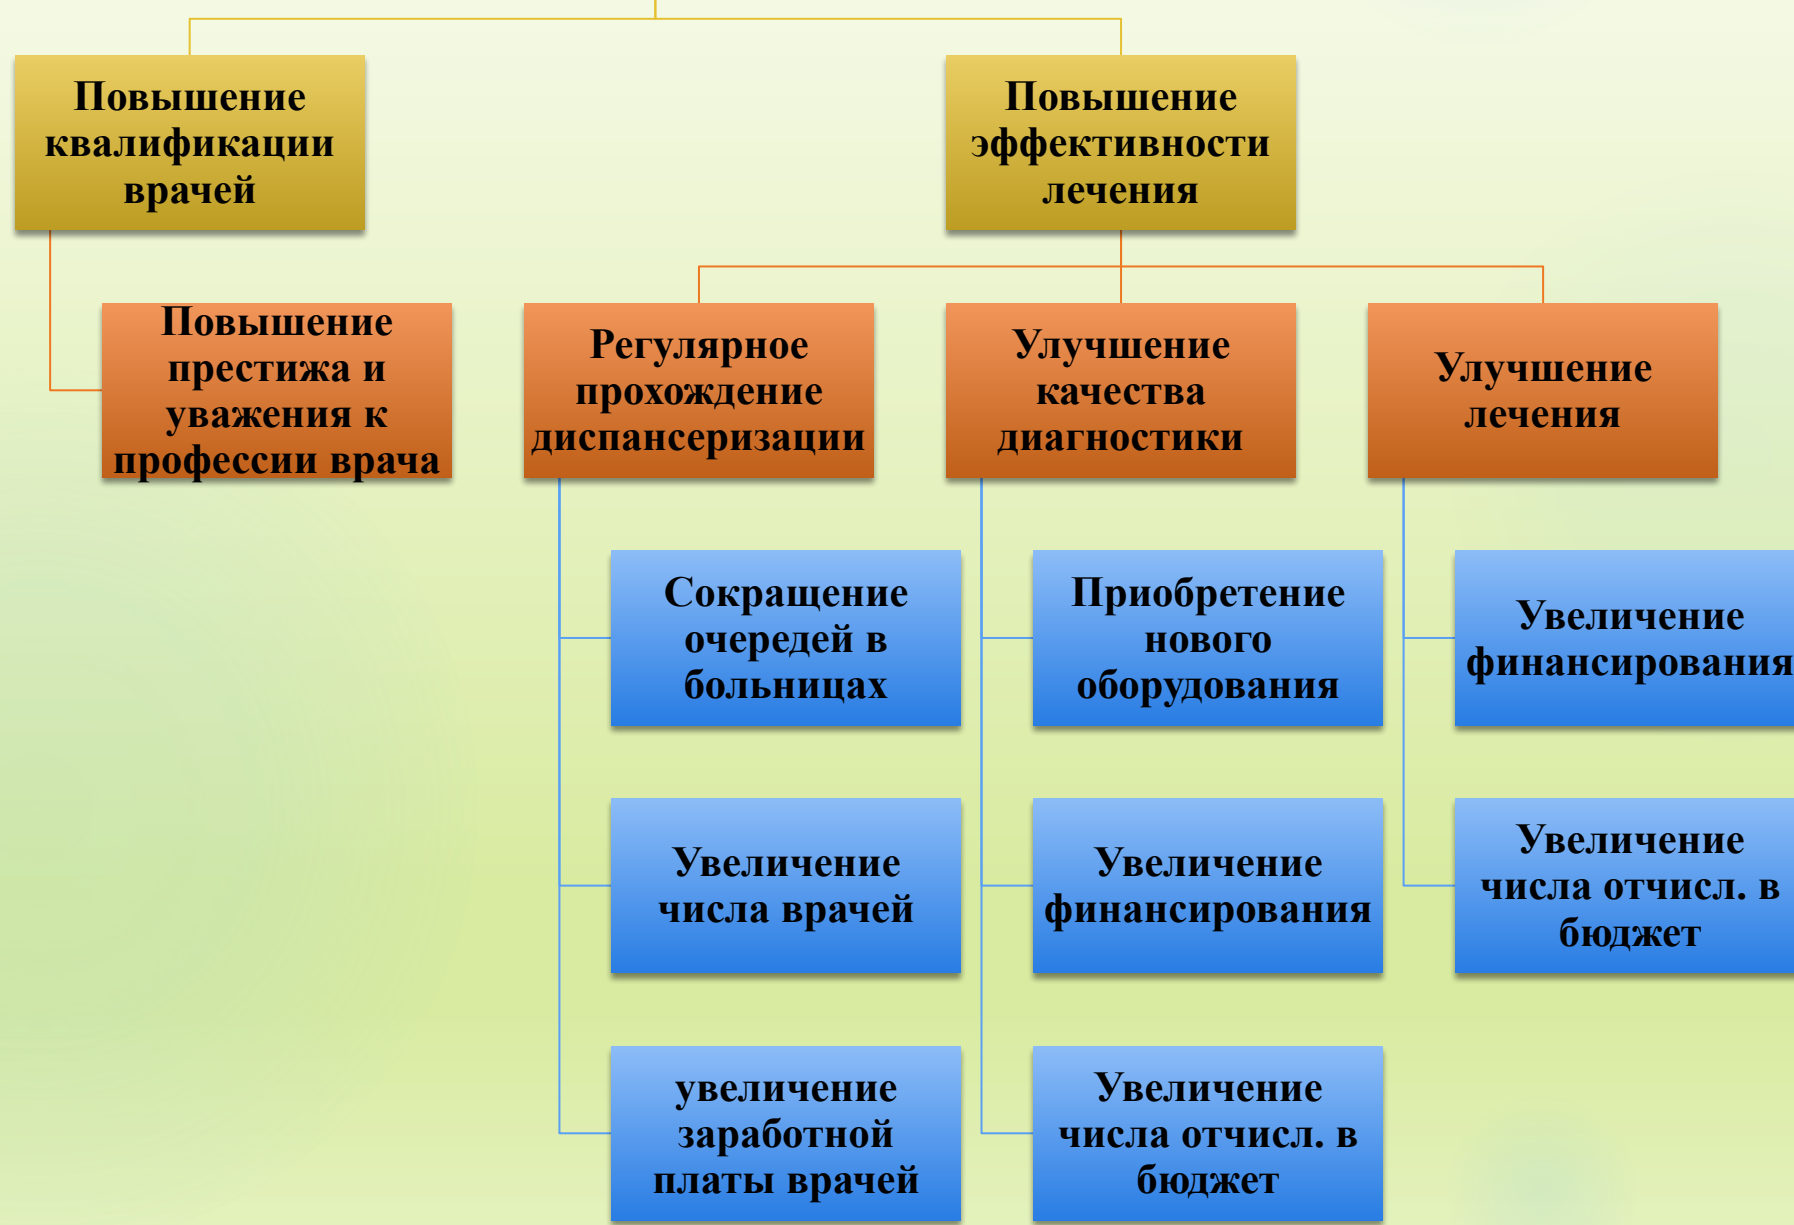 Повышение
квалификации
врачей
Повышение
эффективности
лечения
Повышение
престижа и
уважения к
профессии врача
Регулярное
прохождение
диспансеризации
Улучшение
качества
диагностики
Улучшение
лечения
Сокращение
очередей в
больницах
Приобретение
нового
оборудования
Увеличение
финансирования
Увеличение
числа врачей
Увеличение
финансирования
Увеличение
числа отчисл. в
бюджет
увеличение
заработной
платы врачей
Увеличение
числа отчисл. в
бюджет